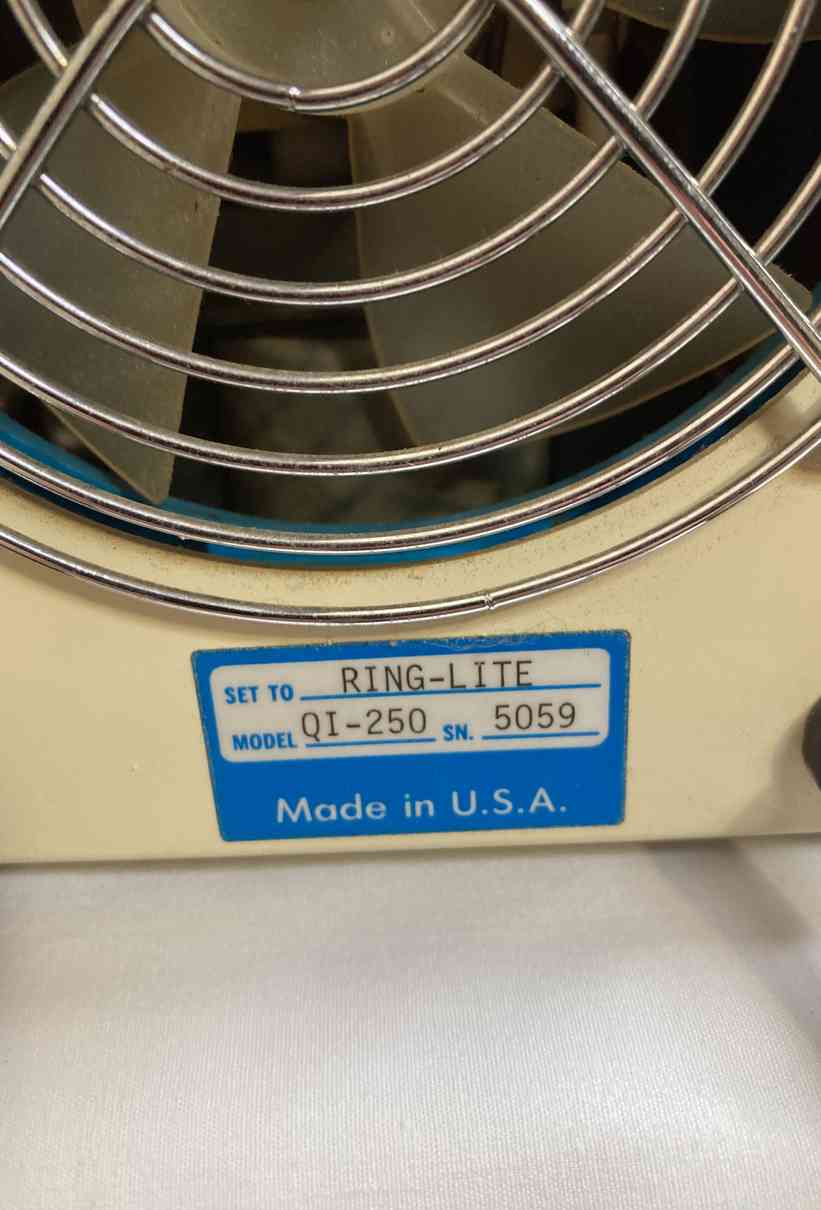 SET TO RING-LITE
MODEL QI-250 SN. 5059
Made in U.S.A.